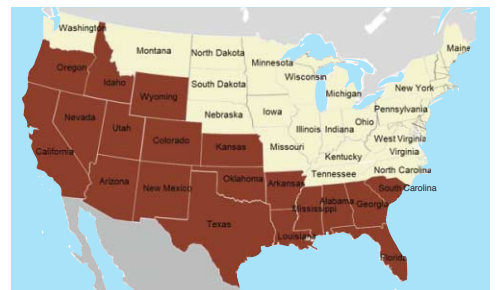 Washington
Montana
North Dakota
Minnesota
Maine
Oregon
Idaho
Wisconsin
South Dakota
Michigan
New York
Wyoming
Nebraska
Iowa
Pennsylvania
Nevada
Utah
Colorado
Kansas
Illinois
Indiana
Ohio
West Virginia
Virginia
California
Missouri
Kentucky
Arizona
New Mexico
Oklahoma
Arkansas
Tennessee
North Carolina
South Carolina
Texas
Mississippi
Alabama
Georgia
Louisiana
Florida